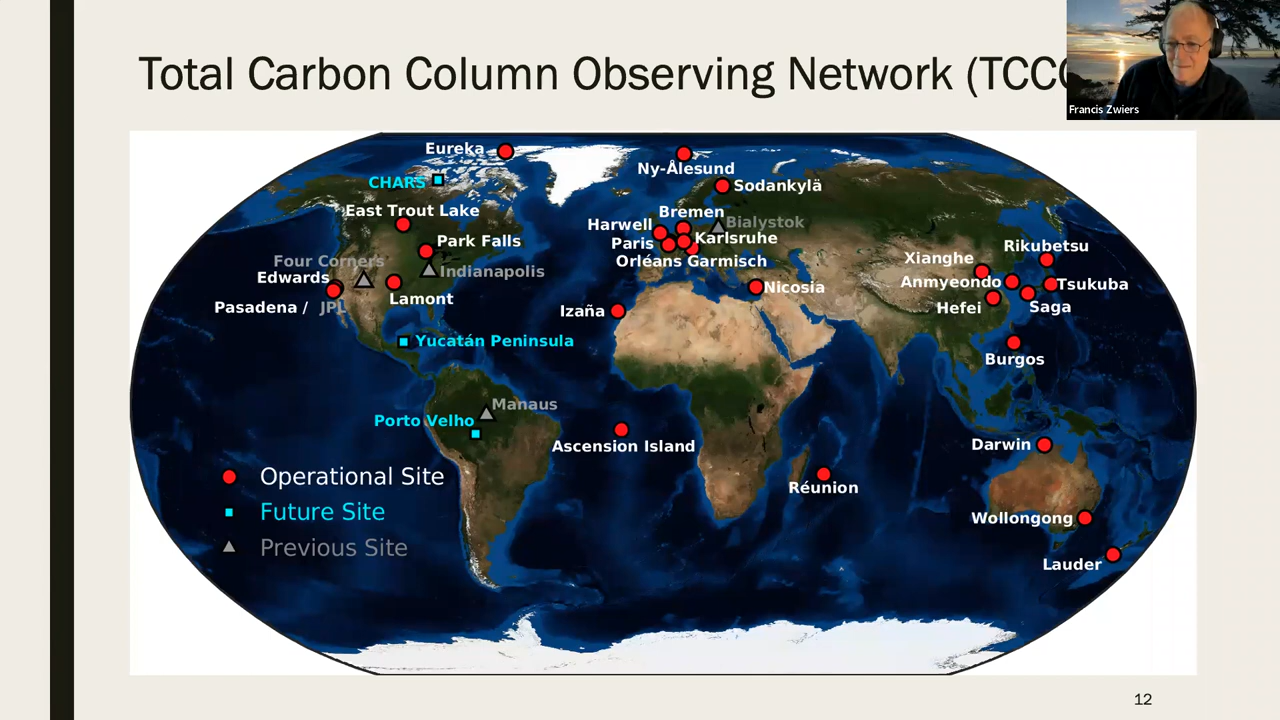 Total Carbon Column Observing Network (TCCO
Francis Zwiers
Eureka
Ny-Ålesund
CHARS
Sodankylä
East Trout Lake
Bremen
Harwell
Bialystok
Park Falls
Paris
Karlsruhe
Rikubetsu
Four Corners
Orléans Garmisch
Xianghe
Edwards
Indianapolis
Anmyeondo
Tsukuba
Nicosia
Lamont
Pasadena / JPL
Izaña
Hefei
Saga
Yucatán Peninsula
Burgos
Manaus
Porto Velho
Ascension Island
Darwin
Réunion
Operational Site
Future Site
Previous Site
Wollongong
Lauder
12